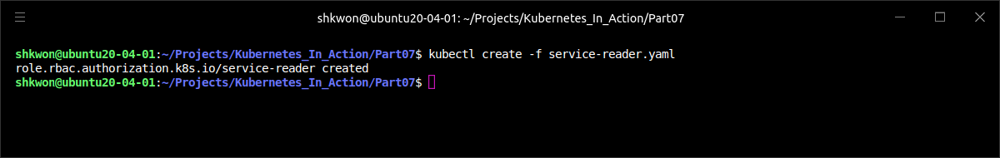 shkwon@ubuntu20-04-01: ~/Projects/Kubernetes_In_Action/Part07
shkwon@ubuntu20-04-01:~/Projects/Kubernetes_In_Action/Part07$ kubectl create -f service-reader.yaml
role.rbac.authorization.k8s.io/service-reader created
shkwon@ubuntu20-04-01:~/Projects/Kubernetes_In_Action/Part07$